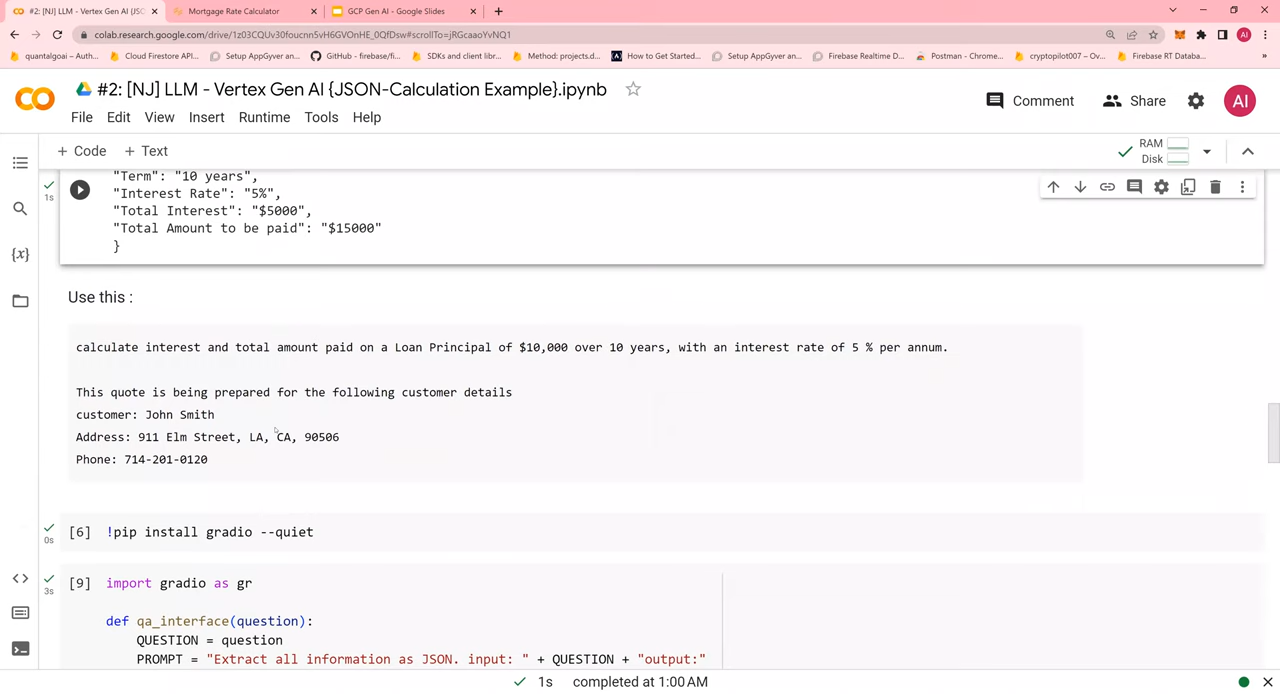 #2: [NJ] LLM - Vertex Gen AI {JSON
Mortgage Rate Calculator
GCP Gen AI - Google Slides
colab.research.google.com/drive/1z03CQUv30foucnn5vH6GVOnHE_0QfDsw#scrollTo=jRGcaaoYvNQ1
AI
quantalgoai – Auth...
Cloud Firestore API...
Setup AppGyver an...
GitHub - firebase/fi...
SDKs and client libr...
Method: projects.d...
How to Get Started...
Setup AppGyver an...
Firebase Realtime D...
Postman - Chrome...
cryptopilot007 – Ov...
Firebase RT Databa...
»
#2: [NJ] LLM - Vertex Gen AI {JSON-Calculation Example}.ipynb
Comment
Share
AI
File Edit View Insert Runtime Tools Help
+ Code + Text
RAM
Disk
1s
"Term": "10 years",
"Interest Rate": "5%",
"Total Interest": "$5000",
"Total Amount to be paid": "$15000"
}
Use this :
calculate interest and total amount paid on a Loan Principal of $10,000 over 10 years, with an interest rate of 5 % per annum.
This quote is being prepared for the following customer details
customer: John Smith
Address: 911 Elm Street, LA, CA, 90506
Phone: 714-201-0120
0s
[6] !pip install gradio --quiet
3s
[9] import gradio as gr
def qa_interface(question):
QUESTION = question
PROMPT = "Extract all information as JSON. input: " + QUESTION + "output:"
1s completed at 1:00 AM